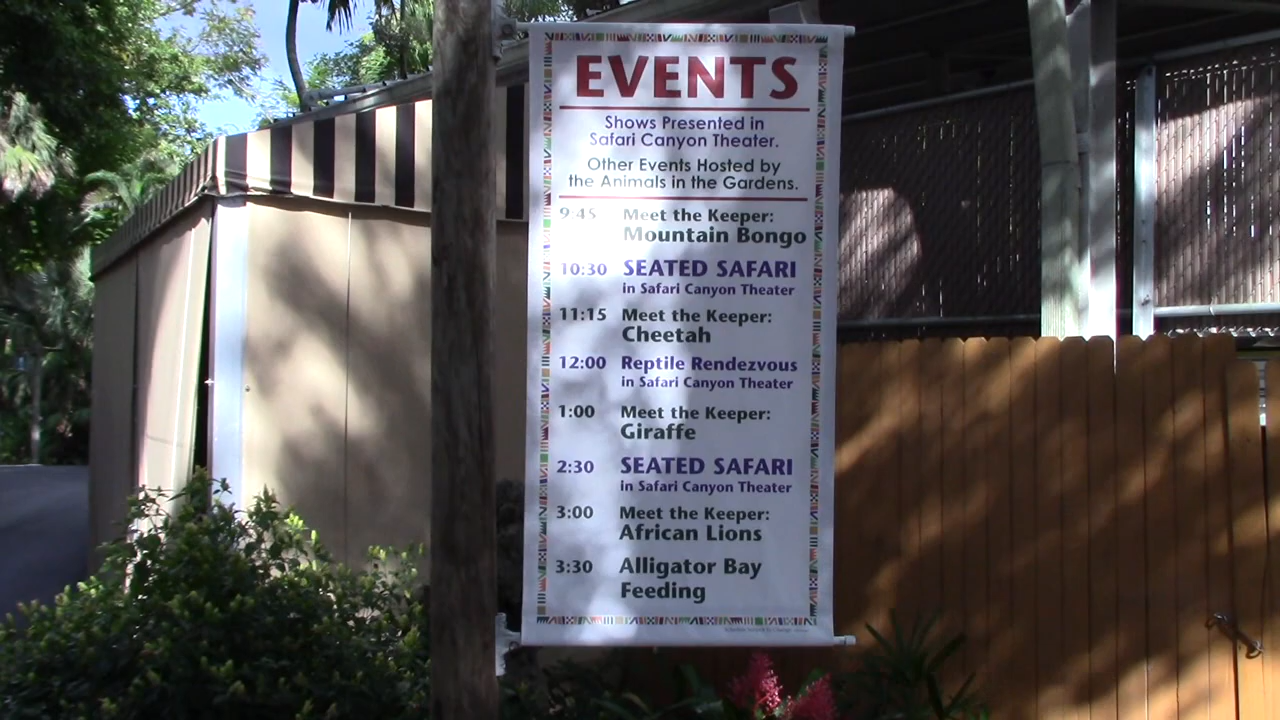 EVENTS
Shows Presented in
Safari Canyon Theater.
Other Events Hosted by
the Animals in the Gardens.
9:45 Meet the Keeper:
Mountain Bongo
10:30 SEATED SAFARI
in Safari Canyon Theater
11:15 Meet the Keeper:
Cheetah
12:00 Reptile Rendezvous
in Safari Canyon Theater
1:00 Meet the Keeper:
Giraffe
2:30 SEATED SAFARI
in Safari Canyon Theater
3:00 Meet the Keeper:
African Lions
3:30 Alligator Bay
Feeding